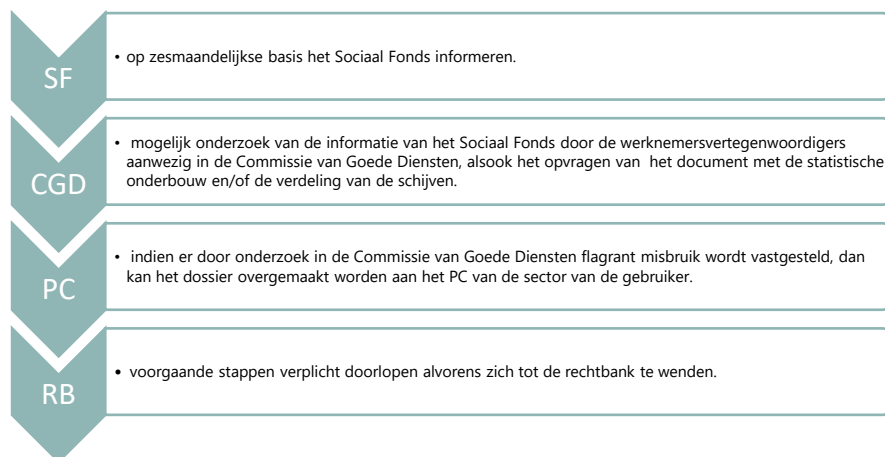 SF
• op zesmaandelijkse basis het Sociaal Fonds informeren.
CGD
• mogelijk onderzoek van de informatie van het Sociaal Fonds door de werknemersvertegenwoordigers
aanwezig in de Commissie van Goede Diensten, alsook het opvragen van het document met de statistische
onderbouw en/of de verdeling van de schijven.
PC
• indien er door onderzoek in de Commissie van Goede Diensten flagrant misbruik wordt vastgesteld, dan
kan het dossier overgemaakt worden aan het PC van de sector van de gebruiker.
RB
• voorgaande stappen verplicht doorlopen alvorens zich tot de rechtbank te wenden.